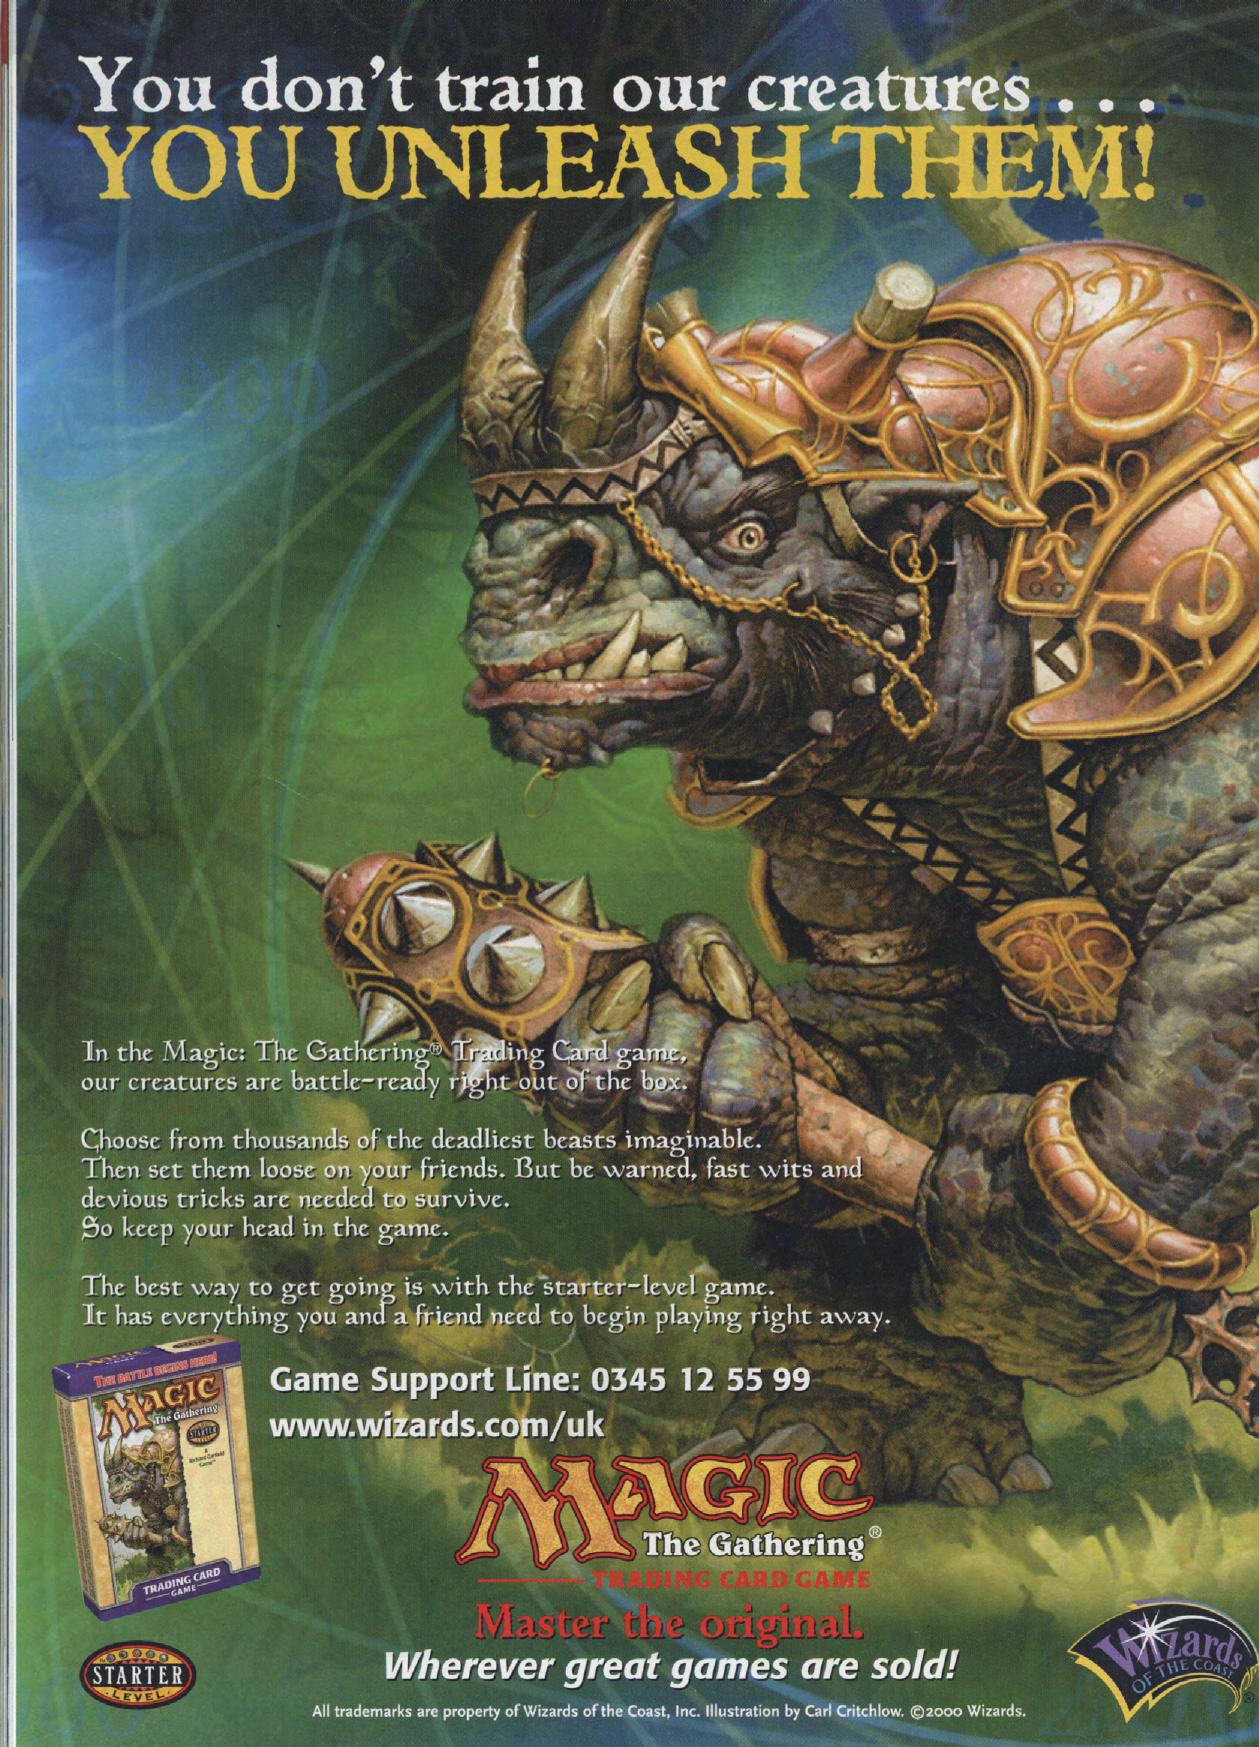 You don't train our creatures . . .
YOU UNLEASH THEM!
2000
In the Magic: The Gathering® Trading Card game,
our creatures are battle-ready right out of the box.
Choose from thousands of the deadliest beasts imaginable.
Then set them loose on your friends. But be warned, fast wits and
devious tricks are needed to survive.
So keep your head in the game.
The best way to get going is with the starter-level game.
It has everything you and a friend need to begin playing right away.
THE BATTLE BEGINS HERE!
MAGIC
The Gathering®
STARTER
A
Richard Garfield
Game™
TRADING CARD
GAME
Game Support Line: 0345 12 55 99
www.wizards.com/uk
MAGIC
The Gathering®
TRADING CARD GAME
Master the original.
Wherever great games are sold!
STARTER
LEVEL
Wizards
OF THE COAST
All trademarks are property of Wizards of the Coast, Inc. Illustration by Carl Critchlow. ©2000 Wizards.